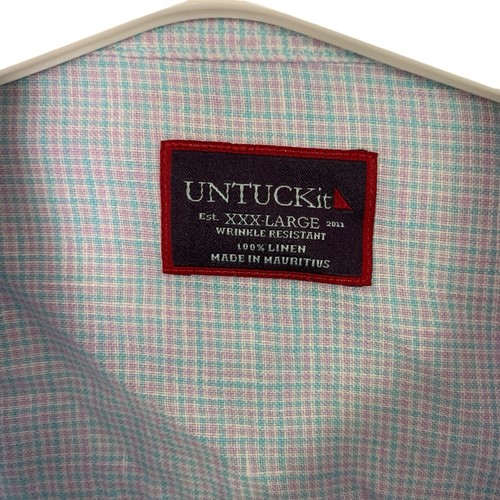 UNTUCKit
Est. XXX-LARGE 2011
WRINKLE RESISTANT
100% LINEN
MADE IN MAURITIUS